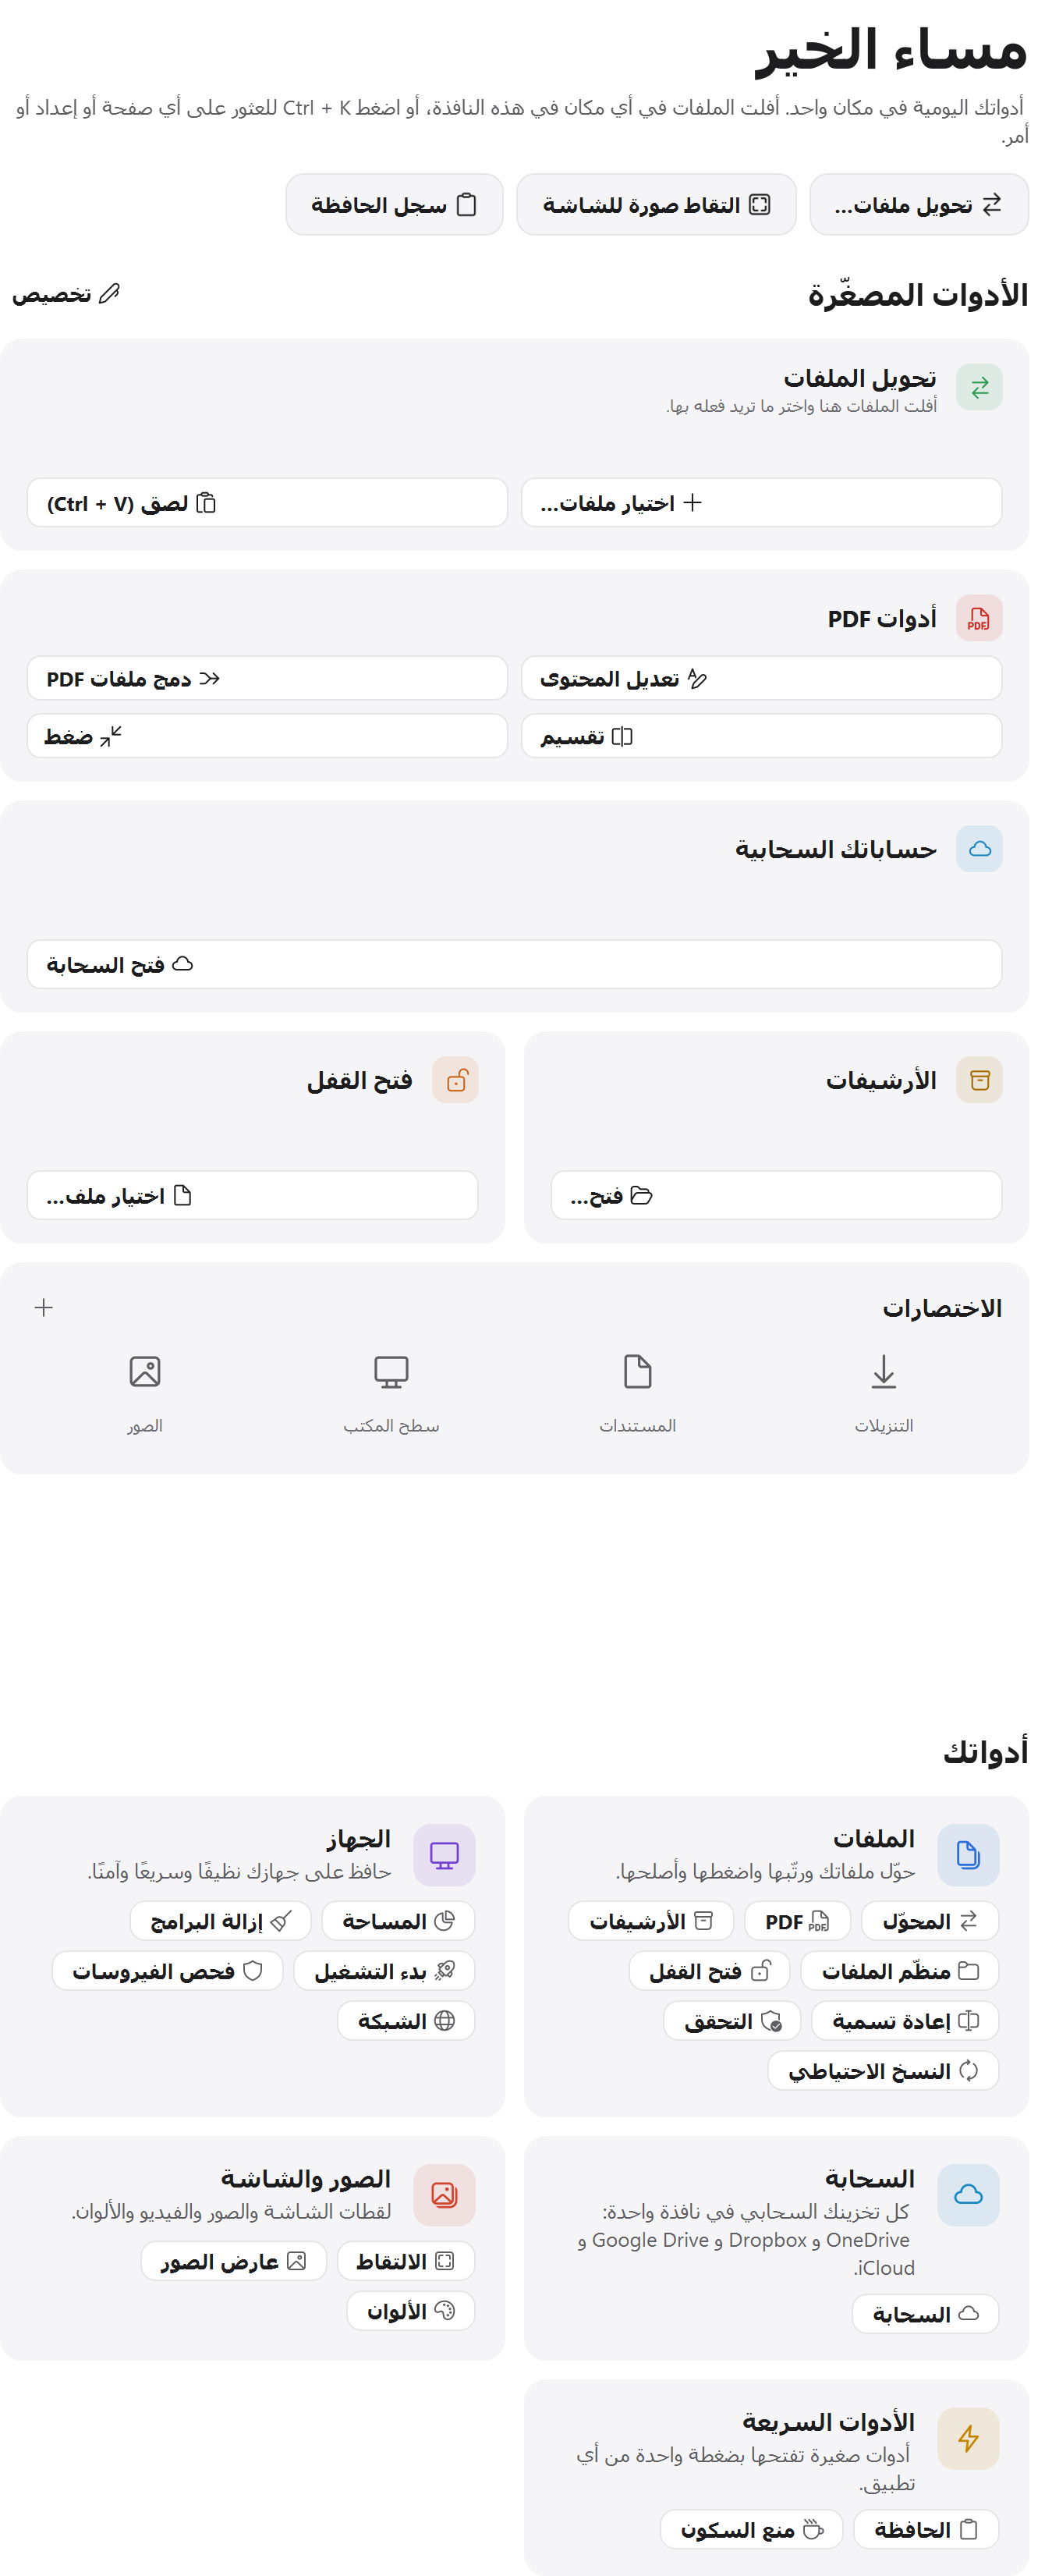 مساء الخير
أدواتك اليومية في مكان واحد. أفلت الملفات في أي مكان في هذه النافذة، أو اضغط Ctrl + K للعثور على أي صفحة أو إعداد أو
أمر.
تحويل ملفات...
التقاط صورة للشاشة
سجل الحافظة
الأدوات المصغّرة
تخصيص
تحويل الملفات
أفلت الملفات هنا واختر ما تريد فعله بها.
اختيار ملفات...
لصق (Ctrl + V)
أدوات PDF
تعديل المحتوى
دمج ملفات PDF
تقسيم
ضغط
حساباتك السحابية
فتح السحابة
الأرشيفات
فتح القفل
فتح...
اختيار ملف...
الاختصارات
التنزيلات
المستندات
سطح المكتب
الصور
أدواتك
الملفات
حوّل ملفاتك ورتّبها واضغطها وأصلحها.
المحوّل
PDF
الأرشيفات
منظّم الملفات
فتح القفل
إعادة تسمية
التحقق
النسخ الاحتياطي
الجهاز
حافظ على جهازك نظيفًا وسريعًا وآمنًا.
المساحة
إزالة البرامج
بدء التشغيل
فحص الفيروسات
الشبكة
السحابة
كل تخزينك السحابي في نافذة واحدة:
OneDrive و Dropbox و Google Drive و
iCloud.
السحابة
الصور والشاشة
لقطات الشاشة والصور والفيديو والألوان.
الالتقاط
عارض الصور
الألوان
الأدوات السريعة
أدوات صغيرة تفتحها بضغطة واحدة من أي
تطبيق.
الحافظة
منع السكون